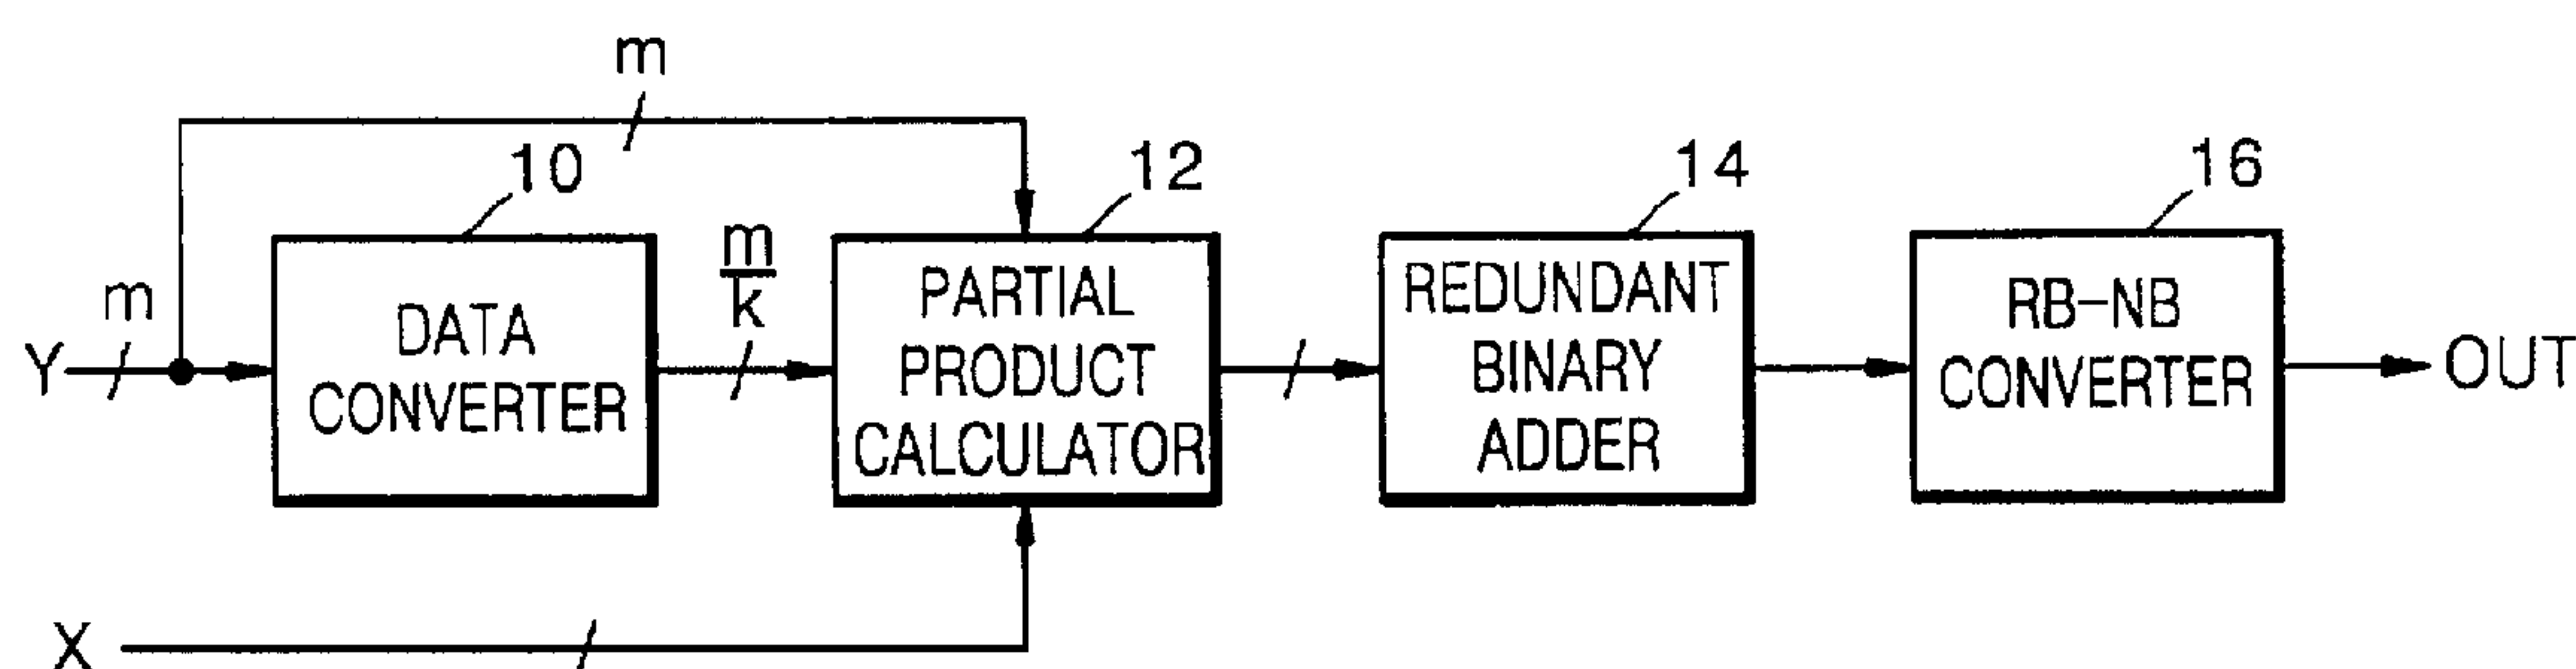 m
10
12
14
16
m
k
m
Y
DATA
CONVERTER
PARTIAL
PRODUCT
CALCULATOR
REDUNDANT
BINARY
ADDER
RB-NB
CONVERTER
OUT
X